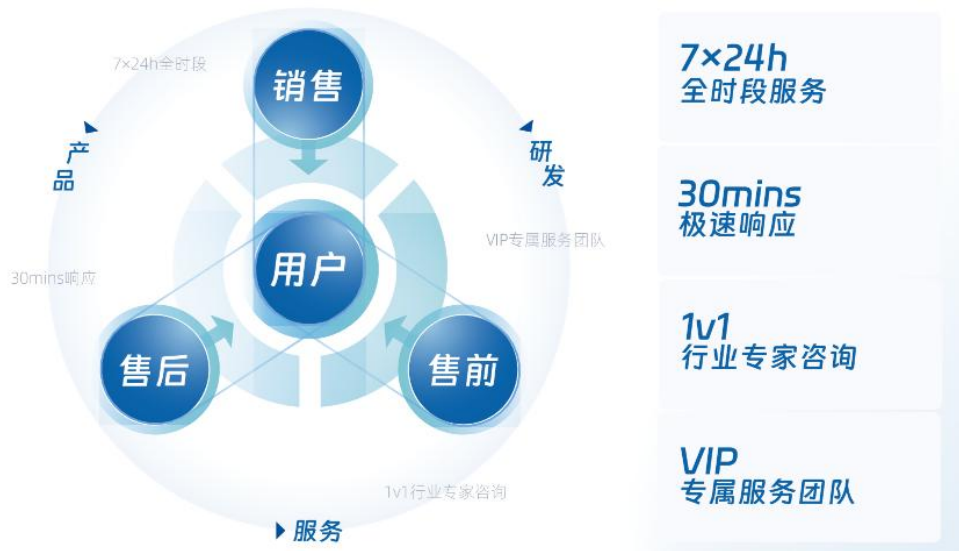 7×24h全时段
销售
产
品
研
发
用户
VIP专属服务团队
30mins响应
售后
售前
1v1行业专家咨询
服务
7×24h
全时段服务
30mins
极速响应
1v1
行业专家咨询
VIP
专属服务团队